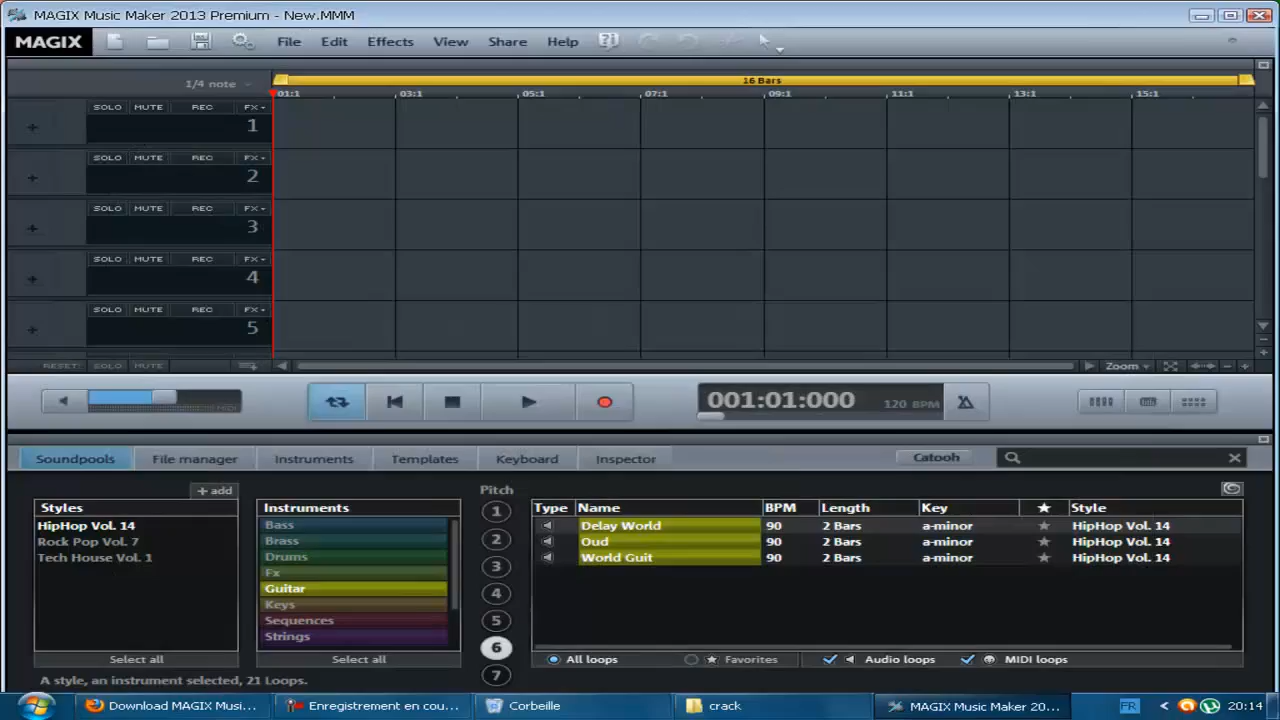 MAGIX Music Maker 2013 Premium - New.MMM
MAGIX File Edit Effects View Share Help
1/4 note
16 Bars
01:1 03:1 05:1 07:1 09:1 11:1 13:1 15:1
SOLO MUTE REC FX
1
SOLO MUTE REC FX
2
SOLO MUTE REC FX
3
SOLO MUTE REC FX
4
SOLO MUTE REC FX
5
RESET: SOLO MUTE Zoom
001:01:000 120 BPM
Soundpools File manager Instruments Templates Keyboard Inspector Catooh
+ add
Styles
HipHop Vol. 14
Rock Pop Vol. 7
Tech House Vol. 1
Select all
Instruments
Bass
Brass
Drums
Fx
Guitar
Keys
Sequences
Strings
Select all
Pitch
1
2
3
4
5
6
7
Type Name BPM Length Key ★ Style
Delay World 90 2 Bars a-minor ★ HipHop Vol. 14
Oud 90 2 Bars a-minor ★ HipHop Vol. 14
World Guit 90 2 Bars a-minor ★ HipHop Vol. 14
All loops ★ Favorites Audio loops MIDI loops
A style, an instrument selected, 21 Loops.
Download MAGIX Musi... Enregistrement en cou... Corbeille crack MAGIX Music Maker 20... FR 20:14